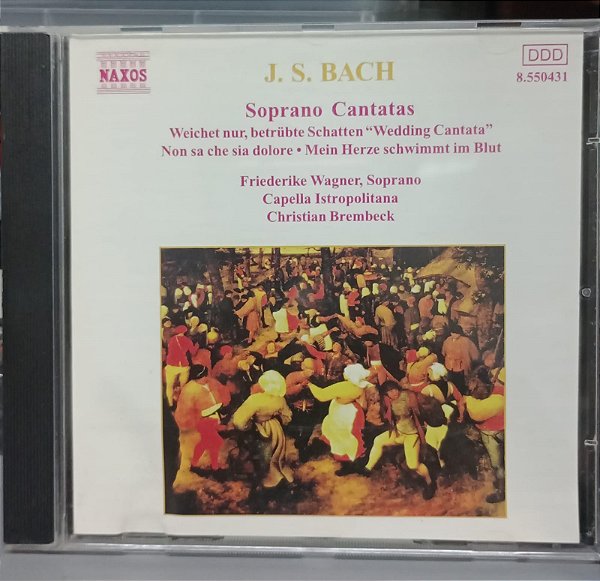 NAXOS
DDD
8.550431
J. S. BACH
Soprano Cantatas
Weichet nur, betrübte Schatten “Wedding Cantata”
Non sa che sia dolore • Mein Herze schwimmt im Blut
Friederike Wagner, Soprano
Capella Istropolitana
Christian Brembeck